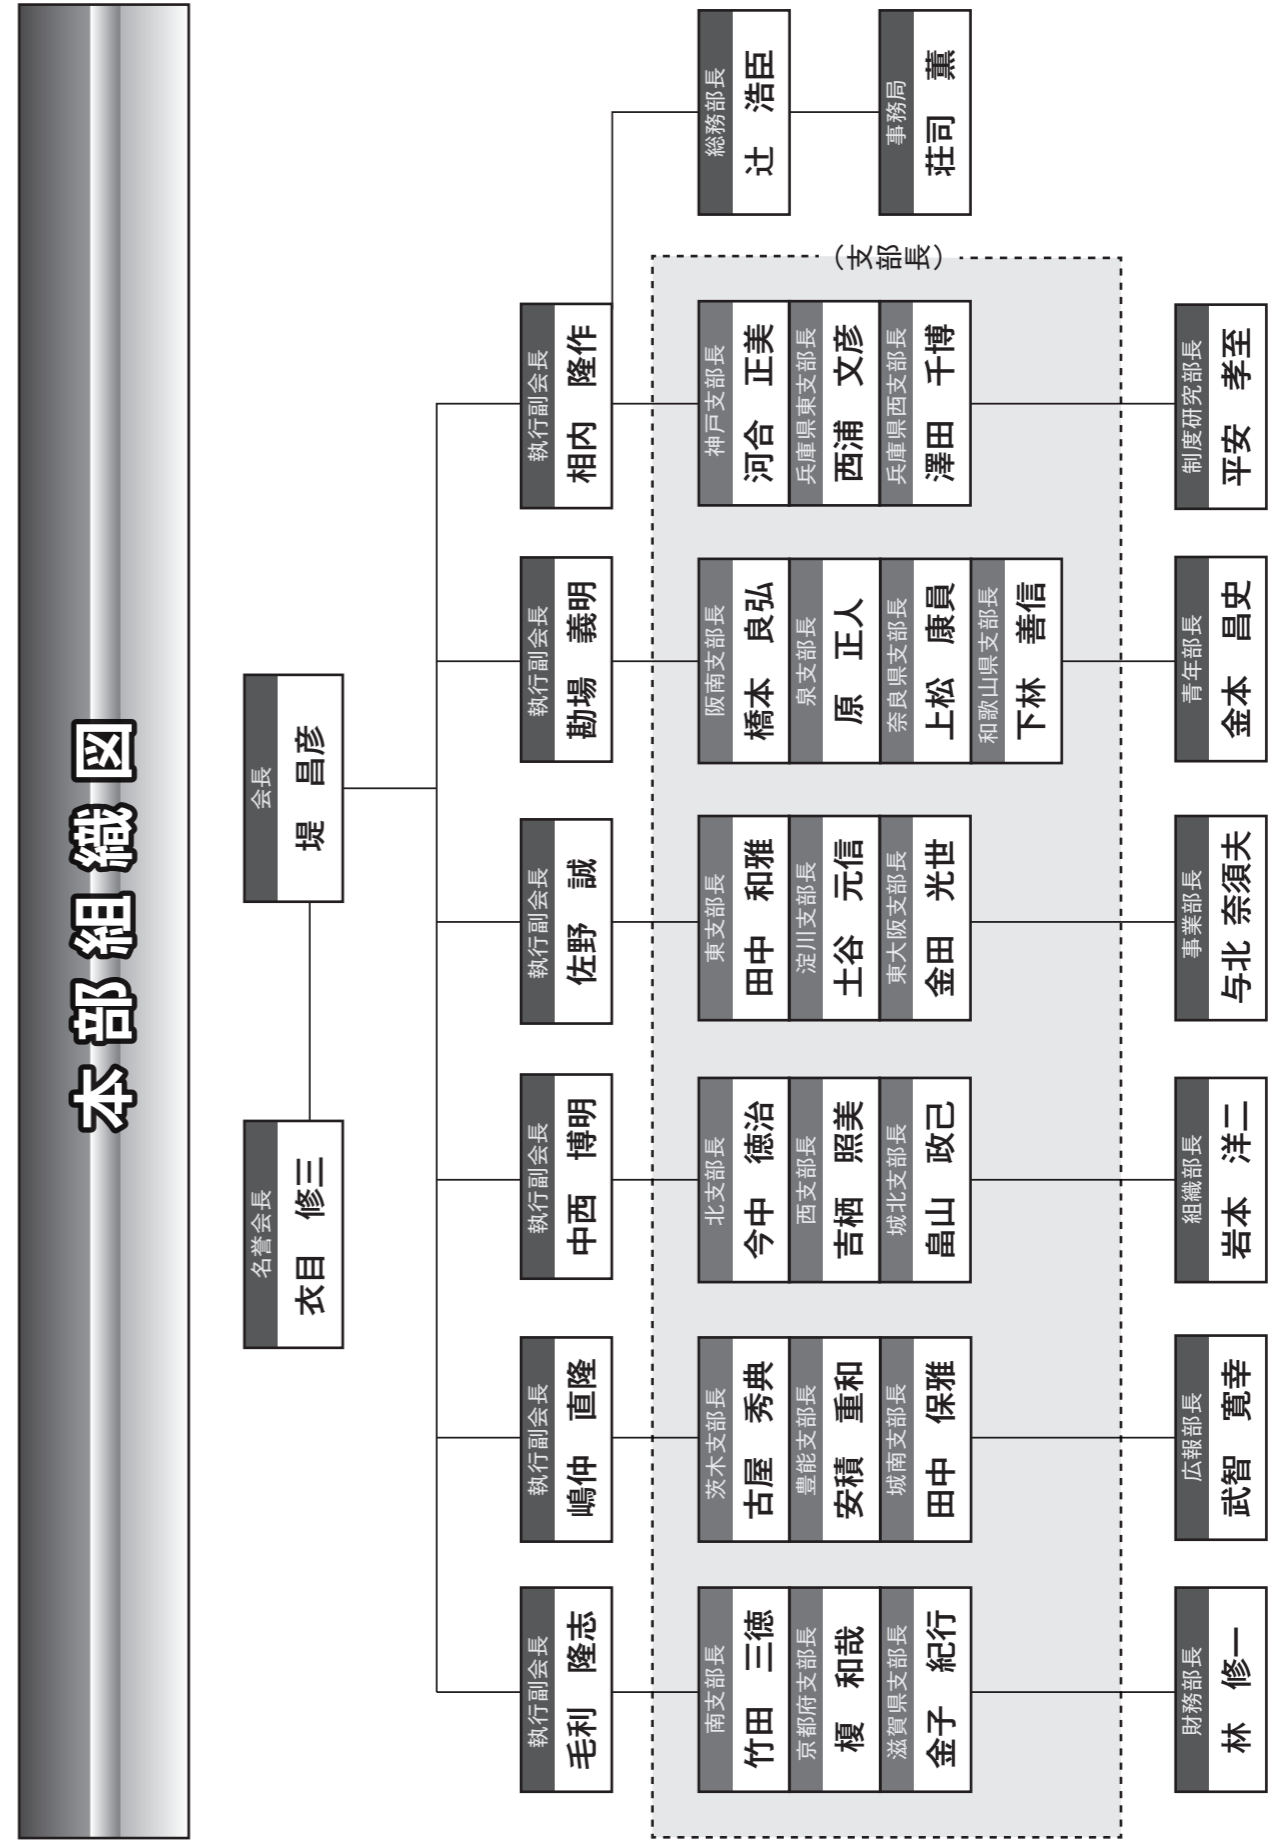 本部組織図
名誉会長
衣目　修三
会長
堤　昌彦
執行副会長
毛利　隆志
執行副会長
嶋仲　直隆
執行副会長
中西　博明
執行副会長
佐野　誠
執行副会長
勘場　義明
執行副会長
相内　隆作
総務部長
辻　浩臣
事務局
荘司　薫
（支部長）
南支部長
竹田　三徳
京都府支部長
榎　和哉
滋賀県支部長
金子　紀行
茨木支部長
古屋　秀典
豊能支部長
安積　重和
城南支部長
田中　保雅
北支部長
今中　徳治
西支部長
吉栖　照美
城北支部長
畠山　政己
東支部長
田中　和雅
淀川支部長
土谷　元信
東大阪支部長
金田　光世
阪南支部長
橋本　良弘
泉支部長
原　正人
奈良県支部長
上松　康員
和歌山県支部長
下林　善信
神戸支部長
河合　正美
兵庫県東支部長
西浦　文彦
兵庫県西支部長
澤田　千博
財務部長
林　修一
広報部長
武智　寛幸
組織部長
岩本　洋二
事業部長
与北 奈須夫
青年部長
金本　昌史
制度研究部長
平安　孝至